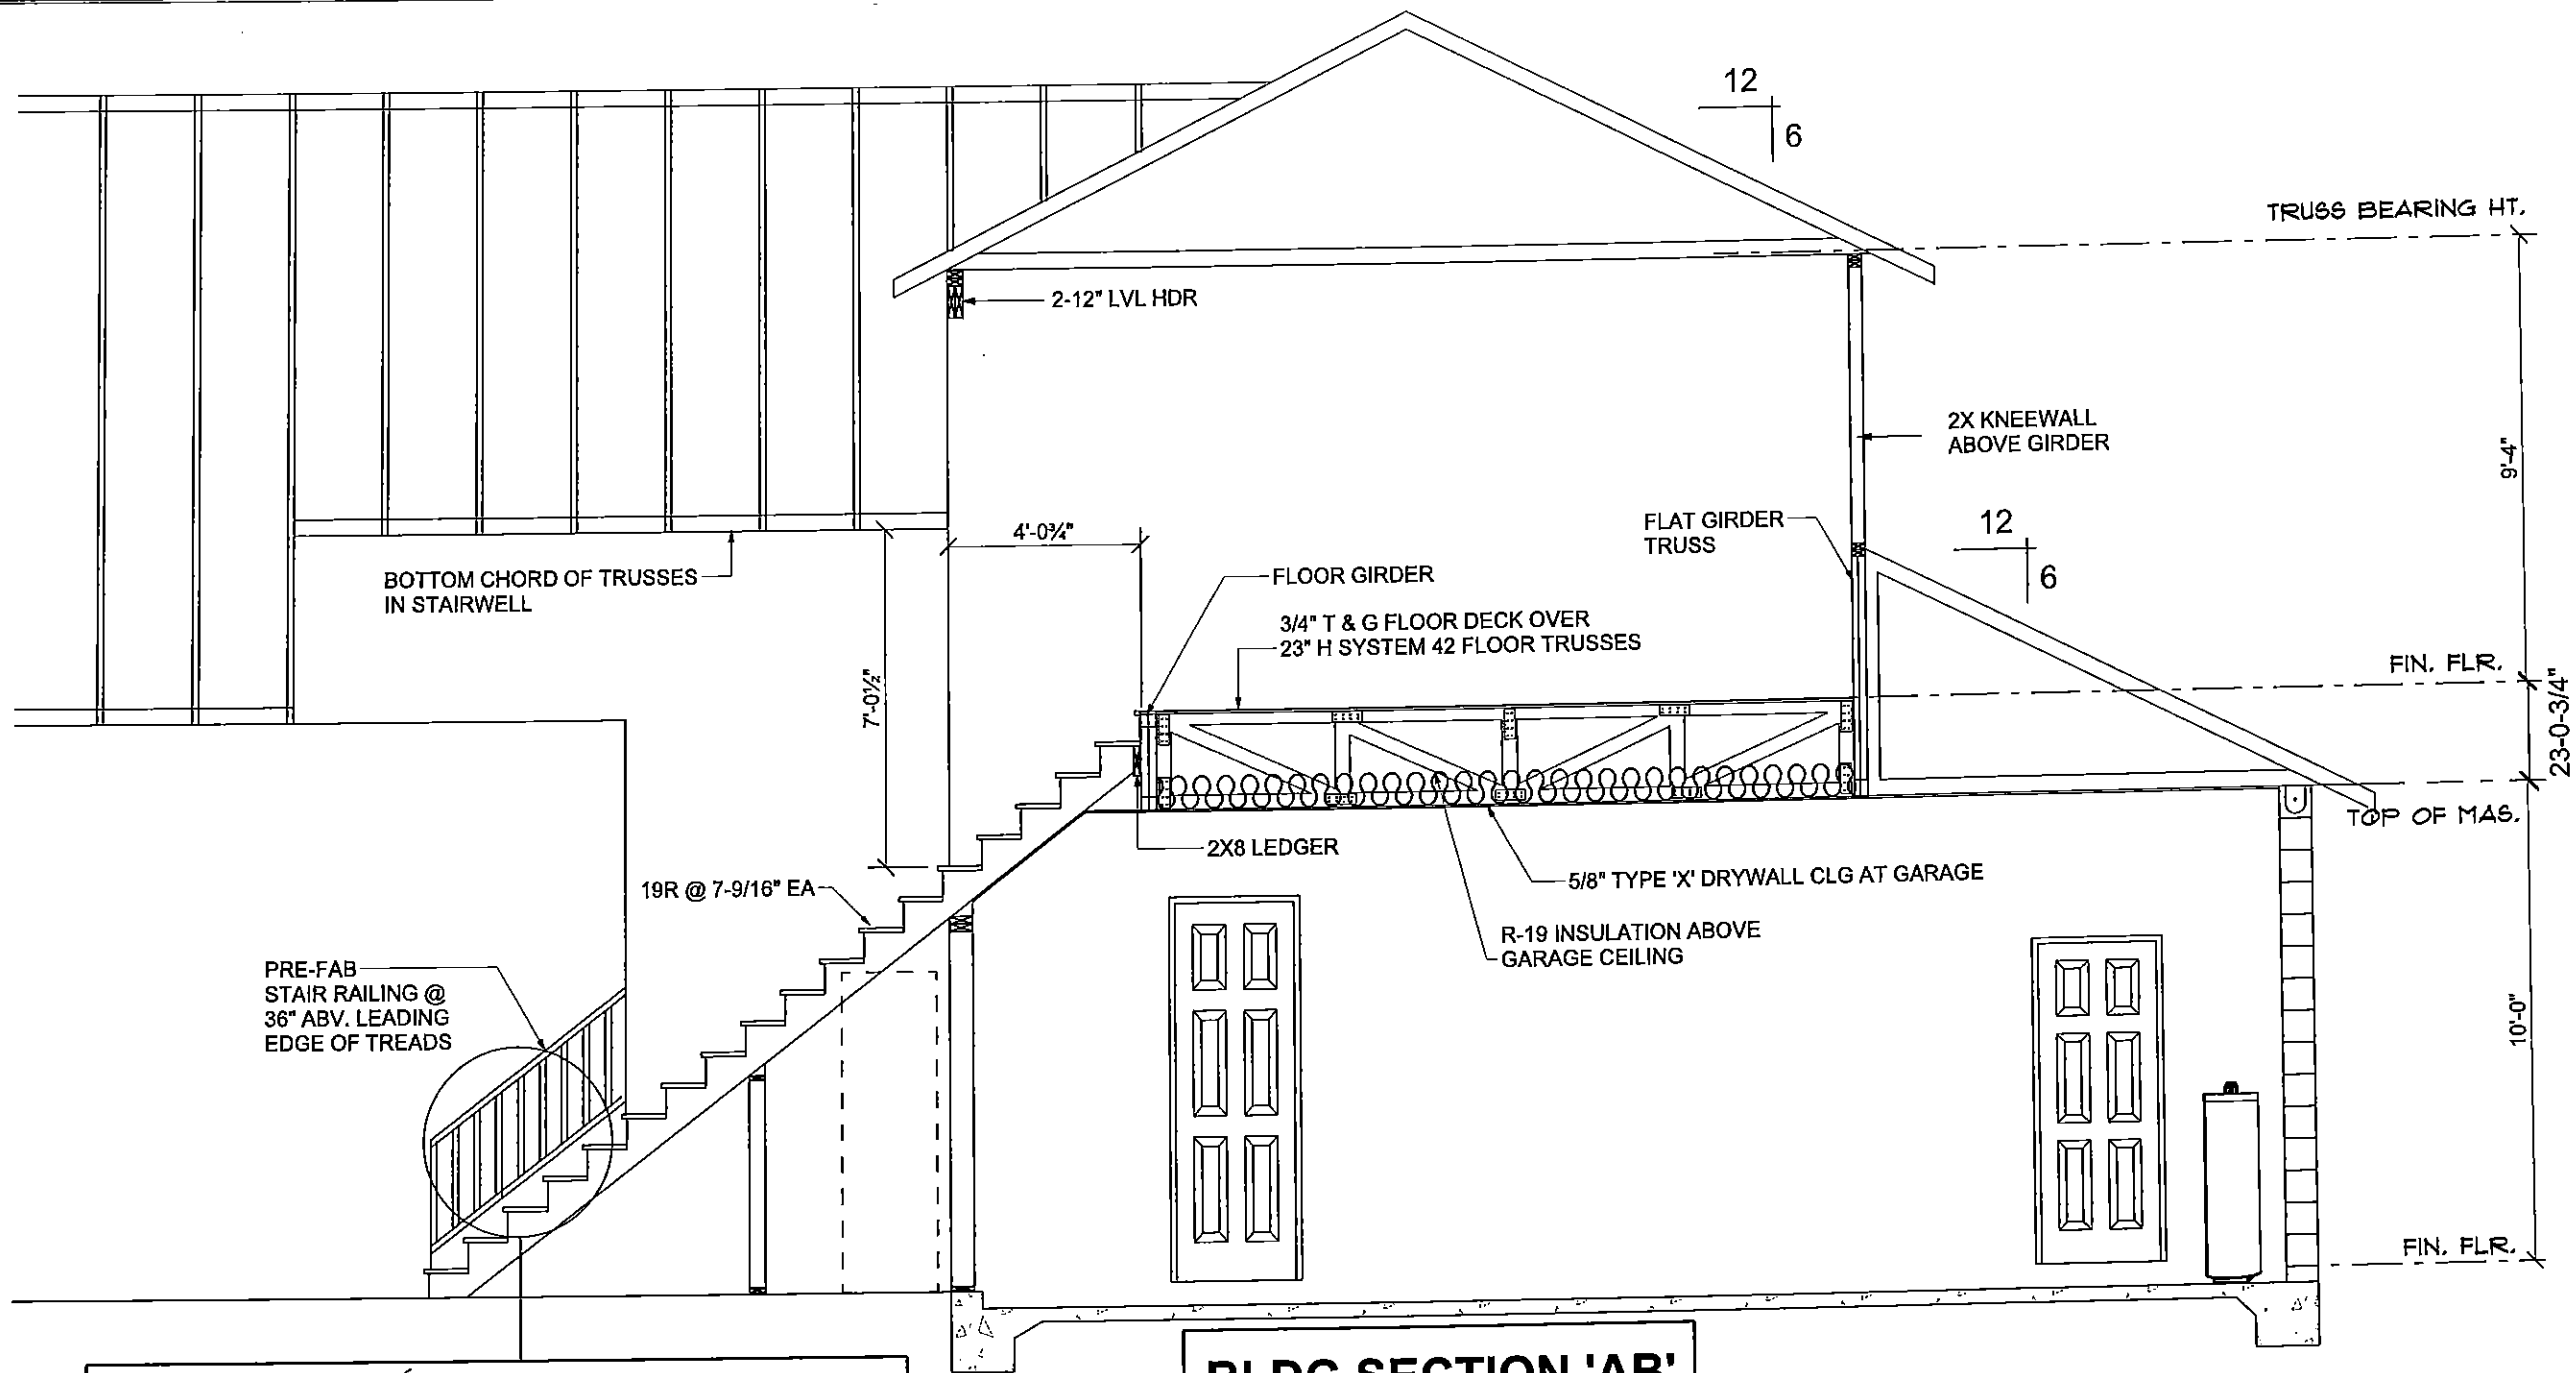 12
6
TRUSS BEARING HT.
2-12" LVL HDR
2X KNEEWALL
ABOVE GIRDER
9'-4"
FLAT GIRDER
TRUSS
12
6
4'-0¾"
BOTTOM CHORD OF TRUSSES
IN STAIRWELL
FLOOR GIRDER
3/4" T & G FLOOR DECK OVER
23" H SYSTEM 42 FLOOR TRUSSES
7'-0½"
FIN. FLR.
23-0-3/4"
TOP OF MAS.
2X8 LEDGER
19R @ 7-9/16" EA
5/8" TYPE 'X' DRYWALL CLG AT GARAGE
R-19 INSULATION ABOVE
GARAGE CEILING
PRE-FAB
STAIR RAILING @
36" ABV. LEADING
EDGE OF TREADS
10'-0"
FIN. FLR.
BLDG SECTION 'AB'